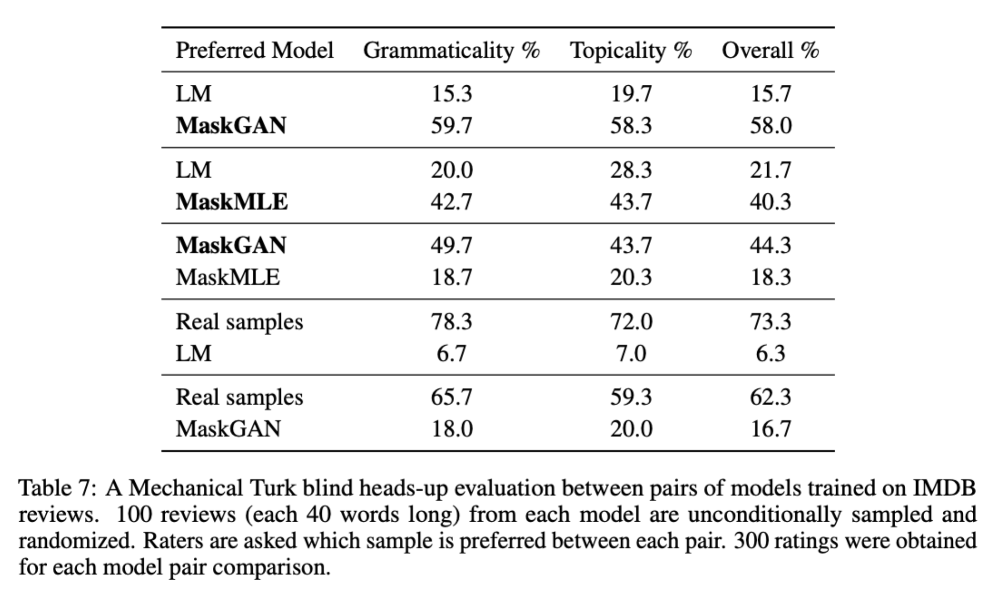 Preferred Model Grammaticality % Topicality % Overall %
LM 15.3 19.7 15.7
MaskGAN 59.7 58.3 58.0
LM 20.0 28.3 21.7
MaskMLE 42.7 43.7 40.3
MaskGAN 49.7 43.7 44.3
MaskMLE 18.7 20.3 18.3
Real samples 78.3 72.0 73.3
LM 6.7 7.0 6.3
Real samples 65.7 59.3 62.3
MaskGAN 18.0 20.0 16.7
Table 7: A Mechanical Turk blind heads-up evaluation between pairs of models trained on IMDB
reviews. 100 reviews (each 40 words long) from each model are unconditionally sampled and
randomized. Raters are asked which sample is preferred between each pair. 300 ratings were obtained
for each model pair comparison.